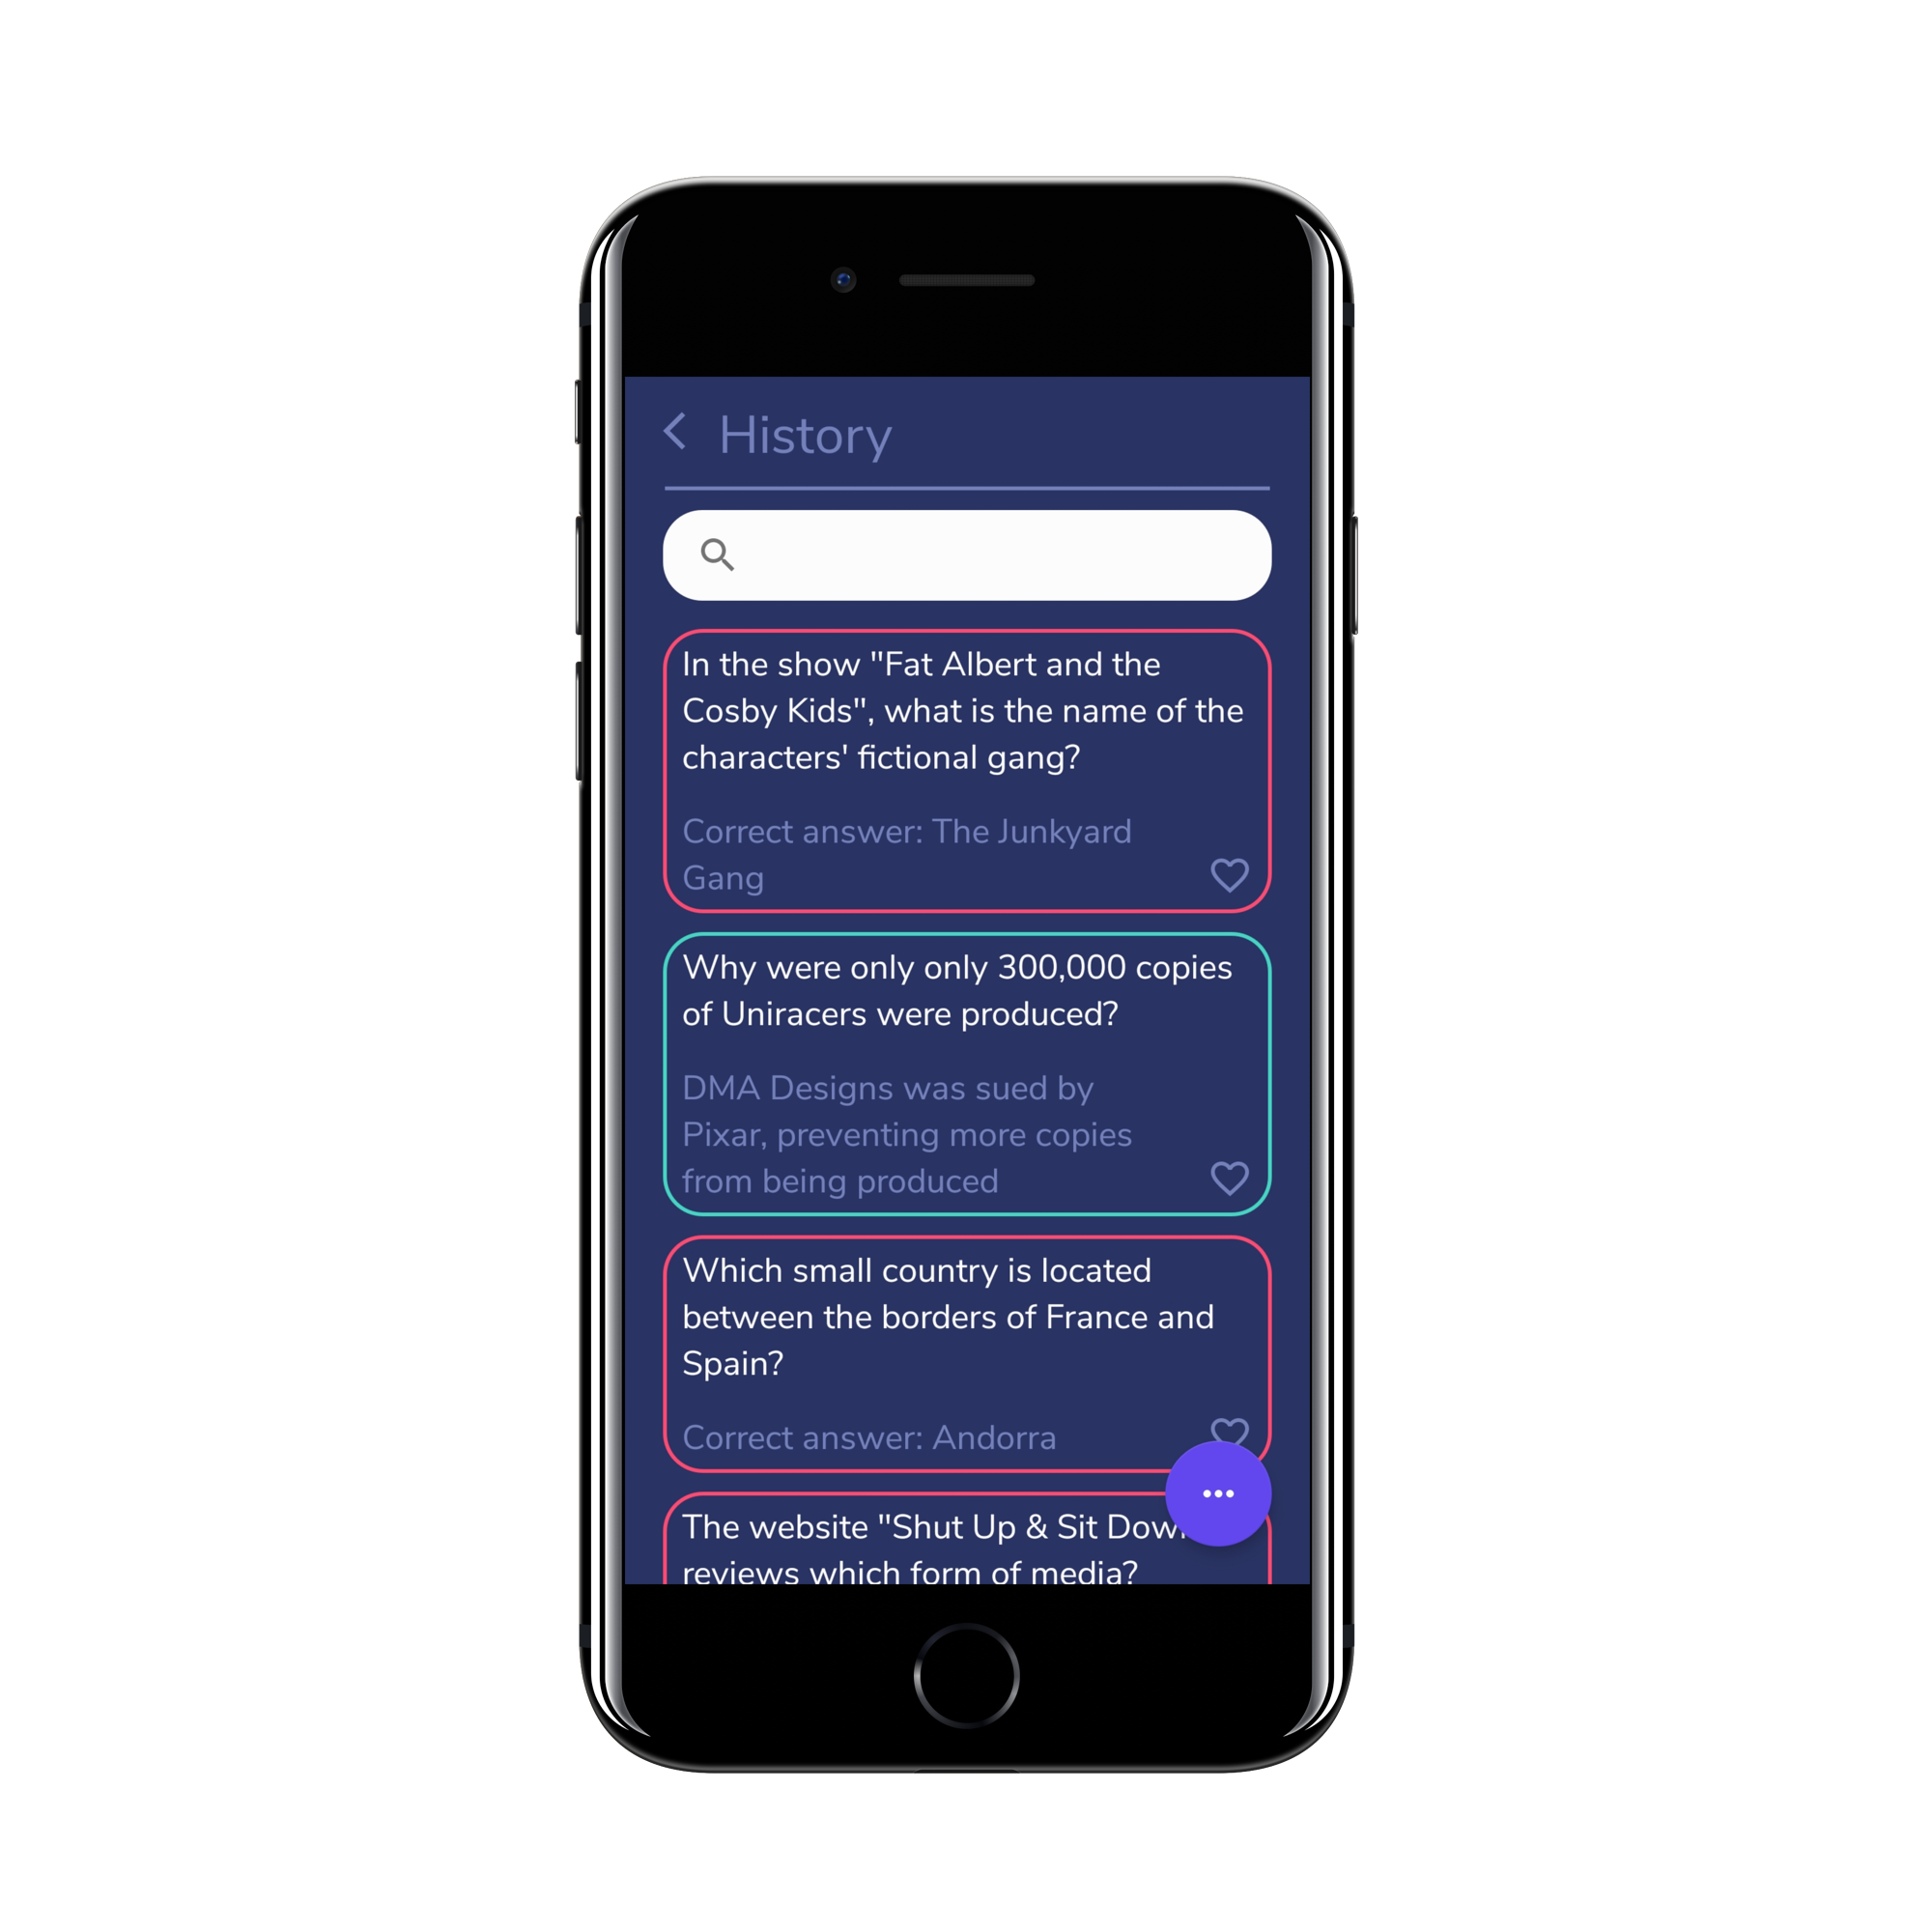 History
In the show "Fat Albert and the
Cosby Kids", what is the name of the
characters' fictional gang?
Correct answer: The Junkyard
Gang
Why were only only 300,000 copies
of Uniracers were produced?
DMA Designs was sued by
Pixar, preventing more copies
from being produced
Which small country is located
between the borders of France and
Spain?
Correct answer: Andorra
The website "Shut Up & Sit
reviews which form of media?